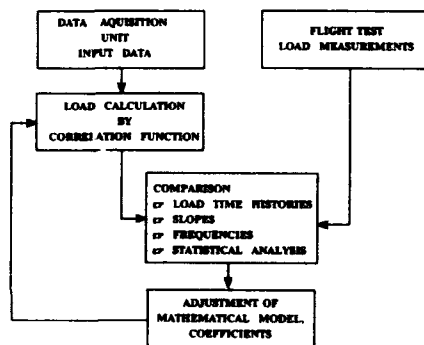 DATA AQUISITION
UNIT
INPUT DATA
FLIGHT TEST
LOAD MEASUREMENTS
LOAD CALCULATION
BY
CORRELATION FUNCTION
COMPARISON
☞ LOAD TIME HISTORIES
☞ SLOPES
☞ FREQUENCIES
☞ STATISTICAL ANALYSIS
ADJUSTMENT OF
MATHEMATICAL MODEL,
COEFFICIENTS